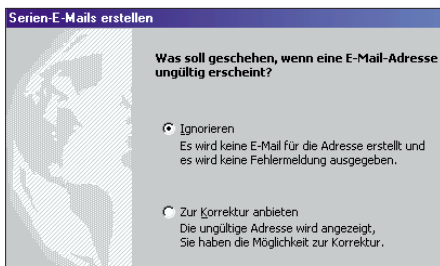 Serien-E-Mails erstellen
Was soll geschehen, wenn eine E-Mail-Adresse
ungültig erscheint?
Ignorieren
Es wird keine E-Mail für die Adresse erstellt und
es wird keine Fehlermeldung ausgegeben.
Zur Korrektur anbieten
Die ungültige Adresse wird angezeigt,
Sie haben die Möglichkeit zur Korrektur.